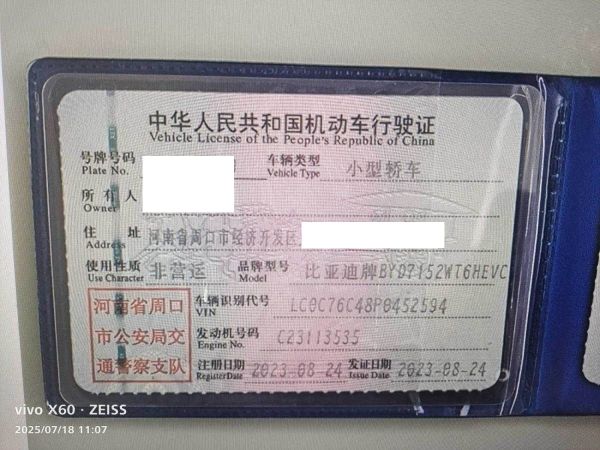 中华人民共和国机动车行驶证
Vehicle License of the People's Republic of China
号牌号码 车辆类型 小型轿车
Plate No. Vehicle Type
所有人
Owner
住址 河南省周口市经济开发区
Address
使用性质 非营运 品牌型号 比亚迪牌BYD7152WT6HEVC
Use Character Model
河南省周口 车辆识别代号 LC0C76C48P0452594
VIN
市公安局交 发动机号码 C23113535
Engine No.
通警察支队 注册日期 2023-08-24 发证日期 2023-08-24
Register Date Issue Date
vivo X60 · ZEISS
2025/07/18 11:07